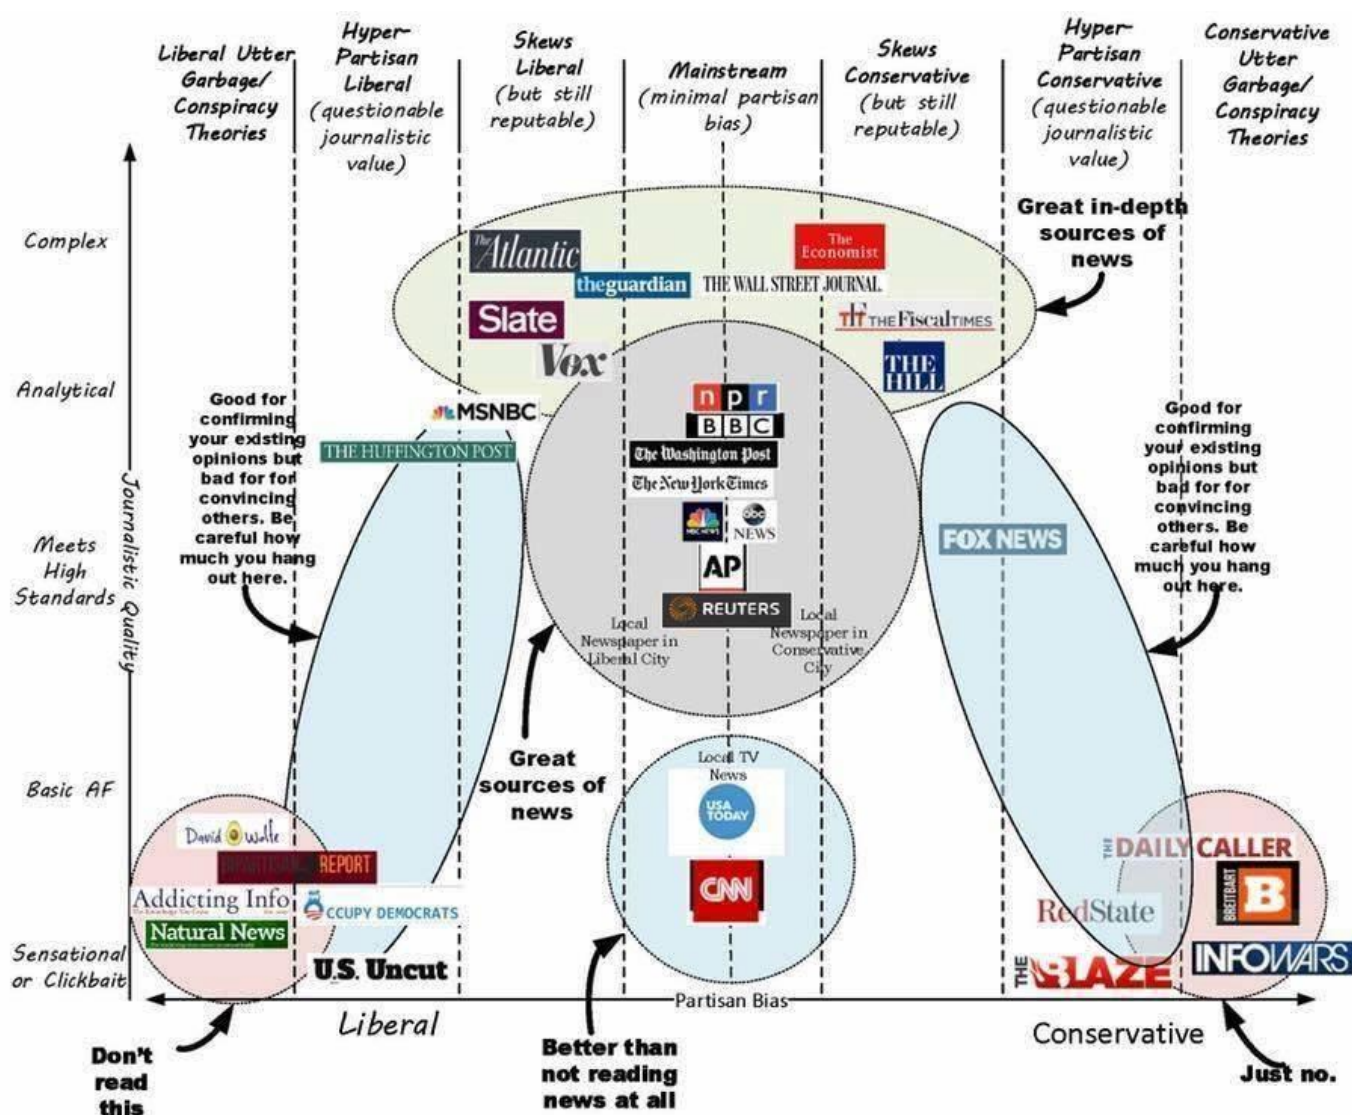 Liberal Utter
Garbage/
Conspiracy
Theories
Hyper-
Partisan
Liberal
(questionable
journalistic
value)
Skews
Liberal
(but still
reputable)
Mainstream
(minimal partisan
bias)
Skews
Conservative
(but still
reputable)
Hyper-
Partisan
Conservative
(questionable
journalistic
value)
Conservative
Utter
Garbage/
Conspiracy
Theories
Journalistic Quality
Complex
Analytical
Meets
High
Standards
Basic AF
Sensational
or Clickbait
Great in-depth
sources of
news
The Atlantic
theguardian
Slate
Vox
The
Economist
THE WALL STREET JOURNAL.
TFT THE FISCAL TIMES
THE
HILL
Good for
confirming
your existing
opinions but
bad for for
convincing
others. Be
careful how
much you hang
out here.
MSNBC
THE HUFFINGTON POST
npr
BBC
The Washington Post
The New York Times
NBC NEWS
abc
NEWS
AP
REUTERS
Local
Newspaper in
Liberal City
Local
Newspaper in
Conservative
City
FOX NEWS
Good for
confirming
your existing
opinions but
bad for for
convincing
others. Be
careful how
much you hang
out here.
Great
sources of
news
Local TV
News
USA
TODAY
CNN
David Wolfe
REPORT
Addicting Info
Natural News
OCCUPY DEMOCRATS
U.S. Uncut
THE DAILY CALLER
BREITBART
B
RedState
INFOWARS
THE BLAZE
Partisan Bias
Liberal
Conservative
Don't
read
this
Better than
not reading
news at all
Just no.